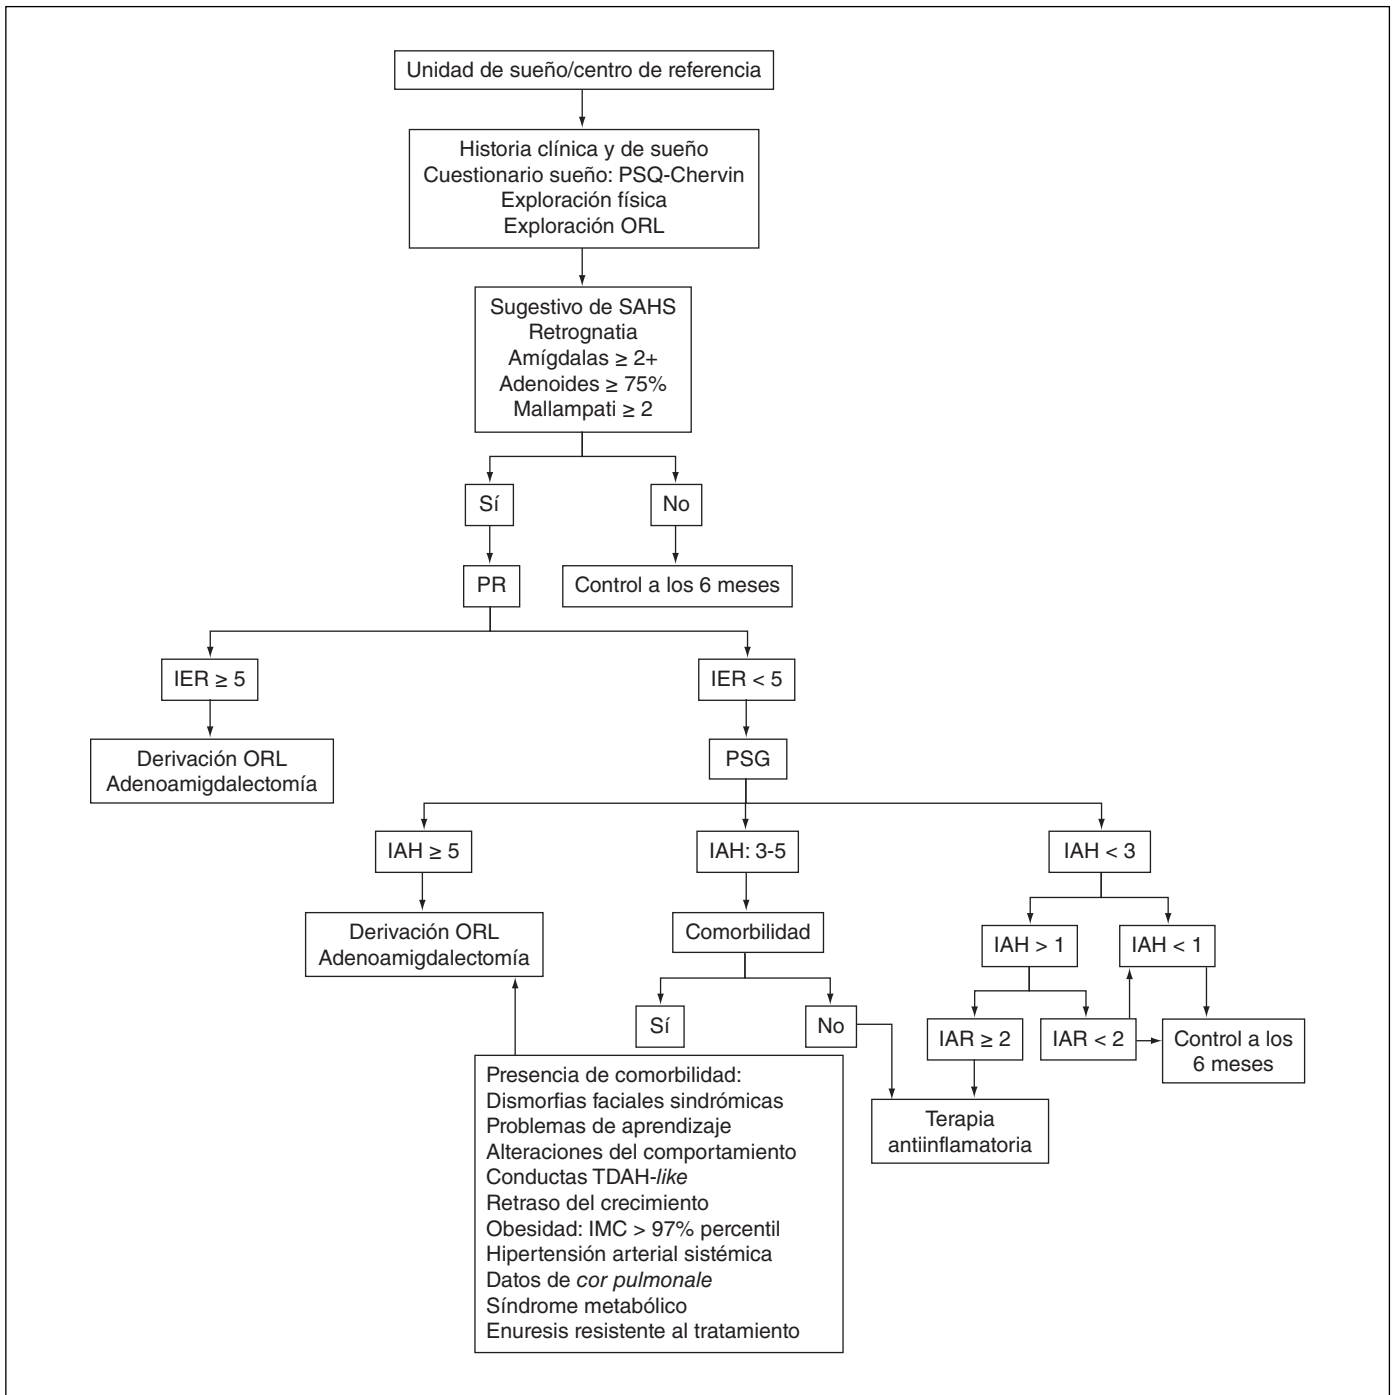 Unidad de sueño/centro de referencia
Historia clínica y de sueño
Cuestionario sueño: PSQ-Chervin
Exploración física
Exploración ORL
Sugestivo de SAHS
Retrognatia
Amígdalas ≥ 2+
Adenoides ≥ 75%
Mallampati ≥ 2
Sí
No
PR
Control a los 6 meses
IER ≥ 5
IER < 5
Derivación ORL
Adenoamigdalectomía
PSG
IAH ≥ 5
IAH: 3-5
IAH < 3
Derivación ORL
Adenoamigdalectomía
Comorbilidad
IAH > 1
IAH < 1
Sí
No
IAR ≥ 2
IAR < 2
Control a los
6 meses
Presencia de comorbilidad:
Dismorfias faciales sindrómicas
Problemas de aprendizaje
Alteraciones del comportamiento
Conductas TDAH-like
Retraso del crecimiento
Obesidad: IMC > 97% percentil
Hipertensión arterial sistémica
Datos de cor pulmonale
Síndrome metabólico
Enuresis resistente al tratamiento
Terapia
antiinflamatoria